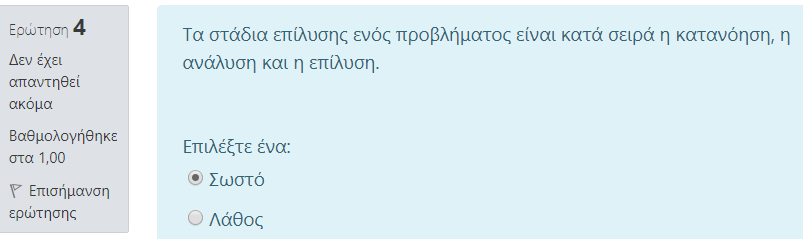 Ερώτηση 4
Δεν έχει
απαντηθεί
ακόμα
Βαθμολογήθηκε
στα 1,00
Επισήμανση
ερώτησης
Τα στάδια επίλυσης ενός προβλήματος είναι κατά σειρά η κατανόηση, η
ανάλυση και η επίλυση.
Επιλέξτε ένα:
Σωστό
Λάθος